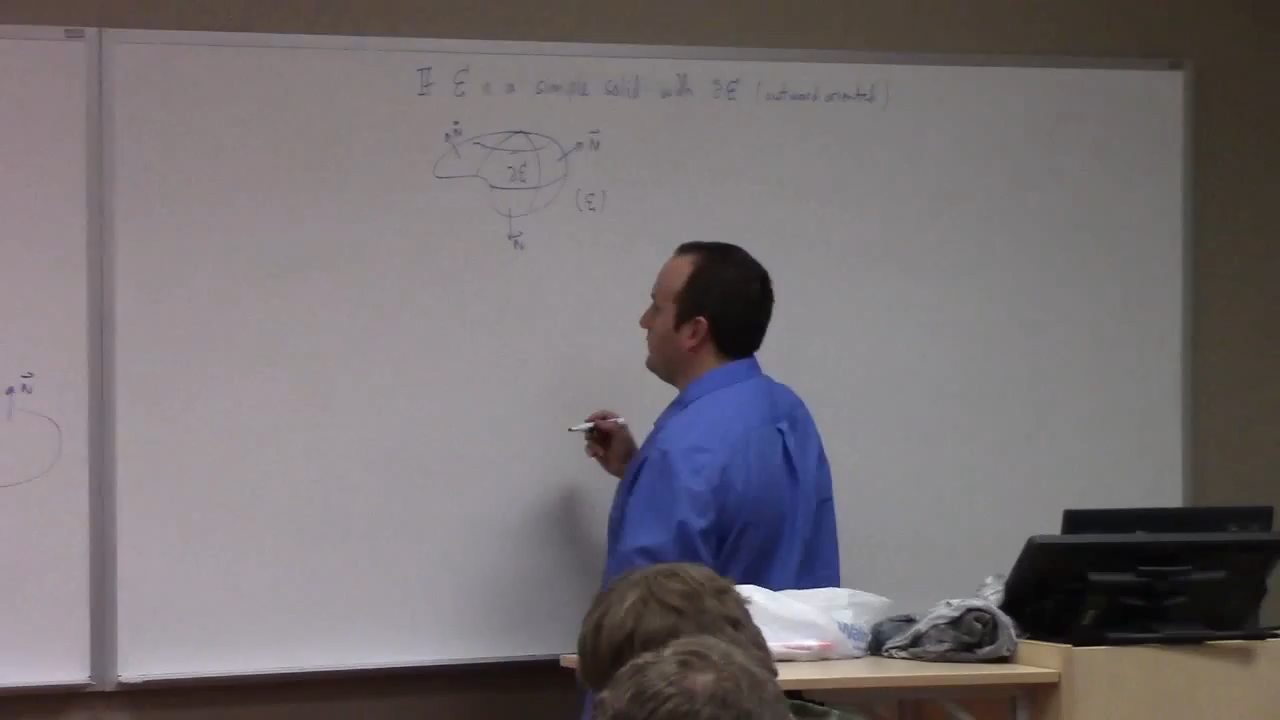 If E is a simple solid with ∂E (outward oriented)
N
N
∂E
(E)
N
N